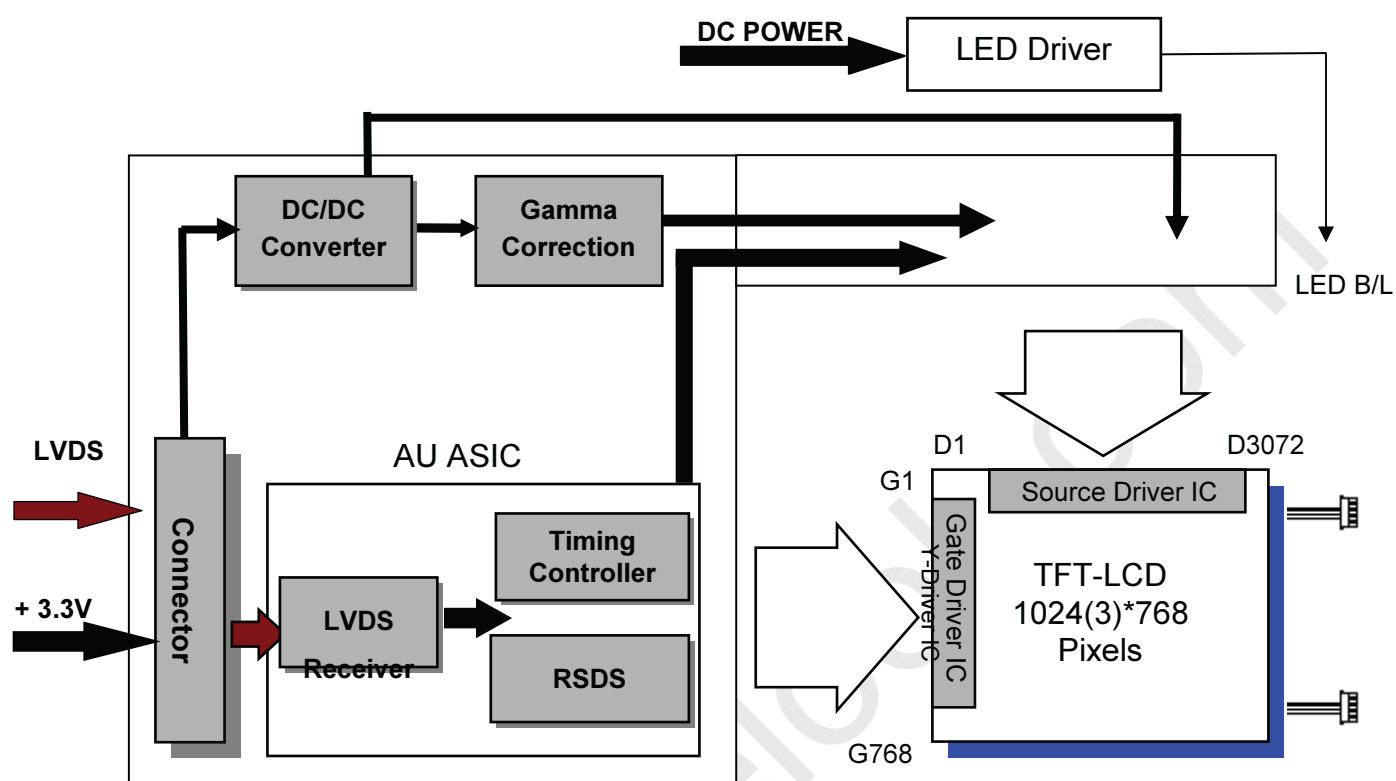 DC POWER
LED Driver
DC/DC
Converter
Gamma
Correction
LED B/L
LVDS
AU ASIC
D1
D3072
G1
Source Driver IC
Connector
Timing
Controller
Gate Driver IC
Y-Driver IC
TFT-LCD
1024(3)*768
Pixels
+ 3.3V
LVDS
Receiver
RSDS
G768